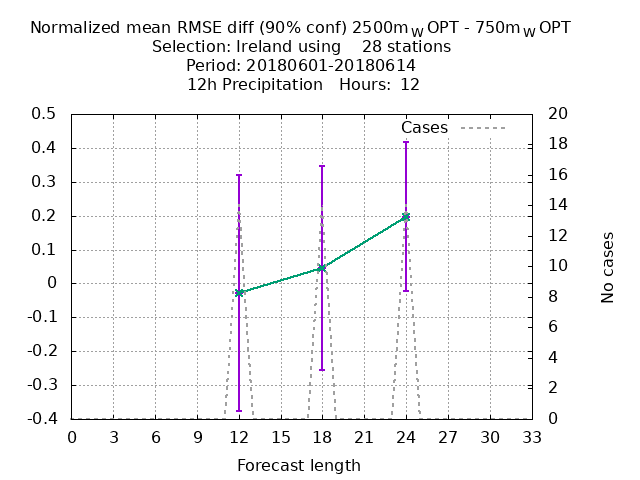 Normalized mean RMSE diff (90% conf) 2500m_W OPT - 750m_W OPT
Selection: Ireland using 28 stations
Period: 20180601-20180614
12h Precipitation Hours: 12
Cases
0.5
0.4
0.3
0.2
0.1
0
-0.1
-0.2
-0.3
-0.4
20
18
16
14
12
10
8
6
4
2
0
No cases
0 3 6 9 12 15 18 21 24 27 30 33
Forecast length